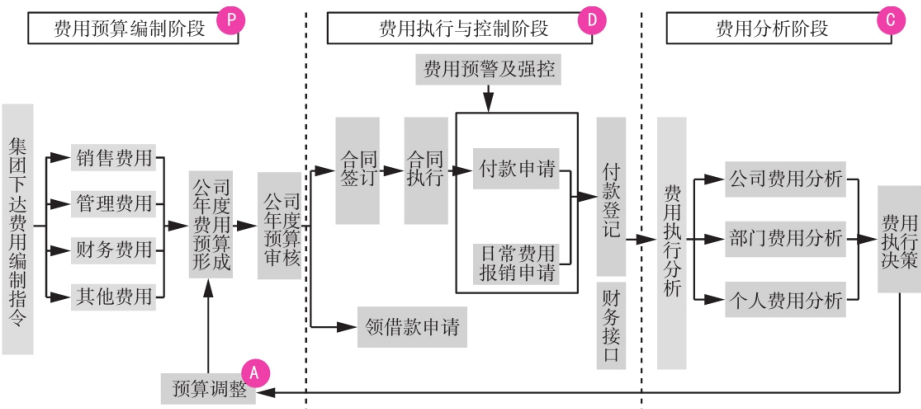 费用预算编制阶段
P
费用执行与控制阶段
D
费用分析阶段
C
集团下达费用编制指令
销售费用
管理费用
财务费用
其他费用
公司
年度
费用
预算
形成
公司
年度
预算
审核
预算调整
A
费用预警及强控
合同
签订
合同
执行
付款申请
日常费用
报销申请
领借款申请
付款登记
财务接口
费用执行分析
公司费用分析
部门费用分析
个人费用分析
费用
执行
决策